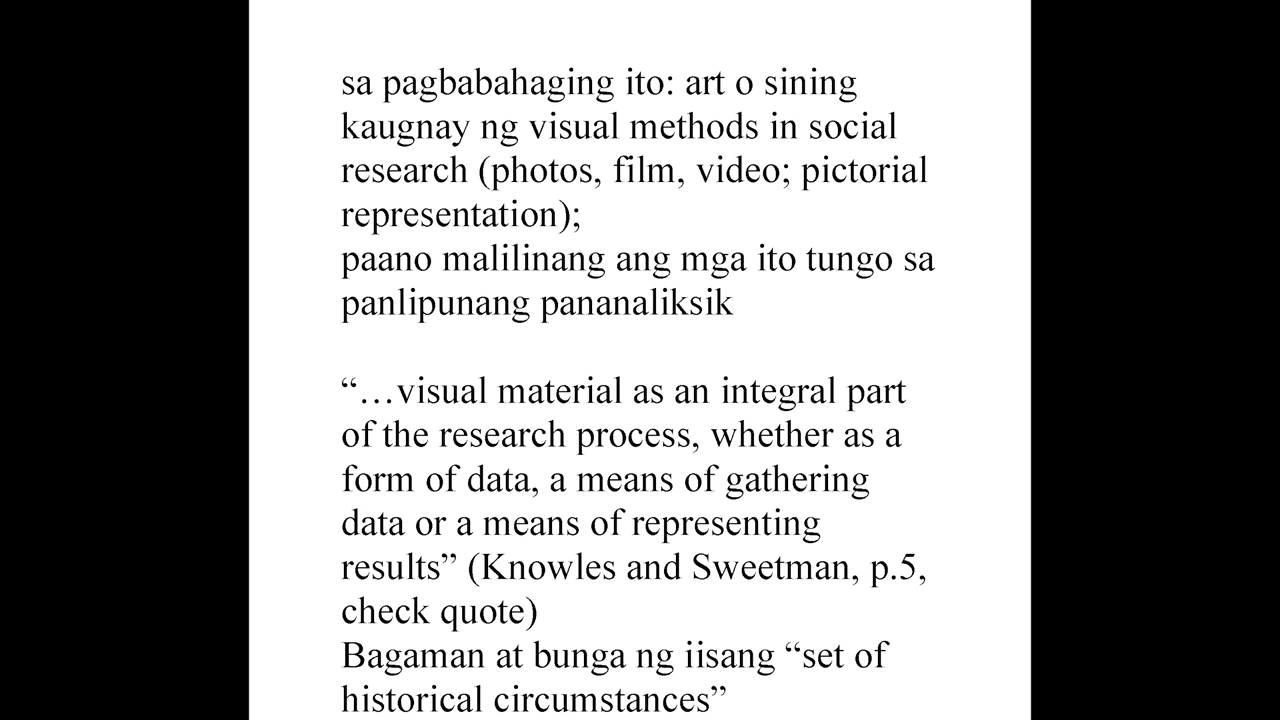 sa pagbabahaging ito: art o sining
kaugnay ng visual methods in social
research (photos, film, video; pictorial
representation);
paano malilinang ang mga ito tungo sa
panlipunang pananaliksik
“…visual material as an integral part
of the research process, whether as a
form of data, a means of gathering
data or a means of representing
results” (Knowles and Sweetman, p.5,
check quote)
Bagaman at bunga ng iisang “set of
historical circumstances”